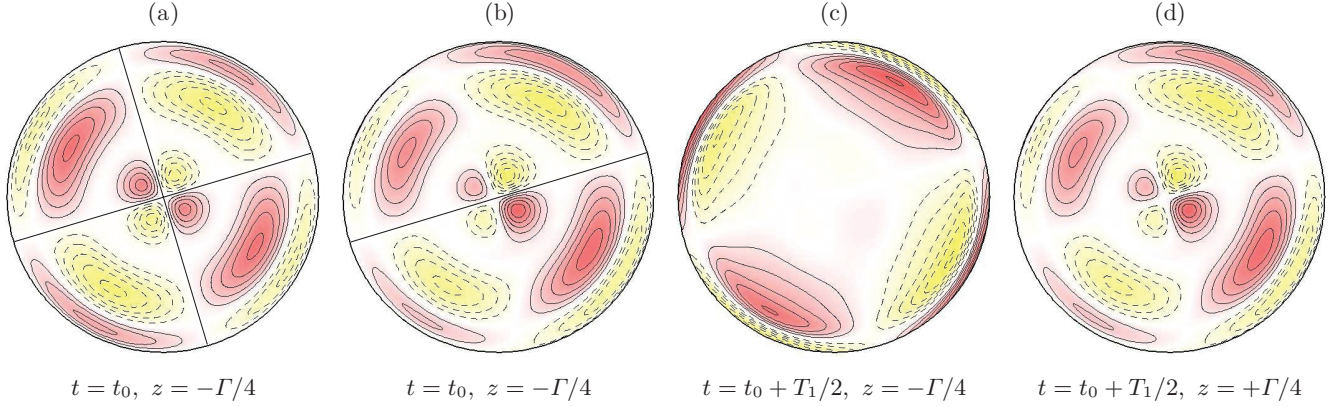 (a) (b) (c) (d)
t = t₀, z = −Γ/4 t = t₀, z = −Γ/4 t = t₀ + T₁/2, z = −Γ/4 t = t₀ + T₁/2, z = +Γ/4